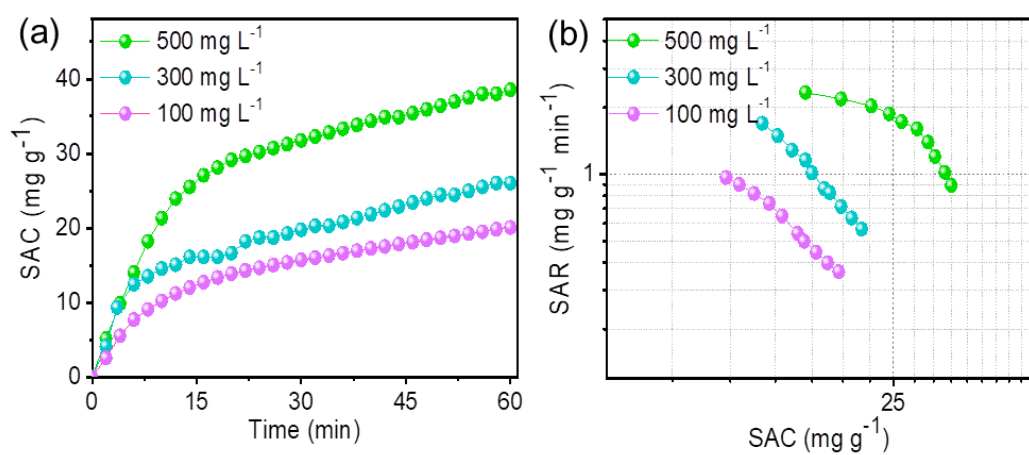 (a)
500 mg L⁻¹
300 mg L⁻¹
100 mg L⁻¹
SAC (mg g⁻¹)
40
30
20
10
0
0 15 30 45 60
Time (min)
(b)
500 mg L⁻¹
300 mg L⁻¹
100 mg L⁻¹
SAR (mg g⁻¹ min⁻¹)
1
25
SAC (mg g⁻¹)